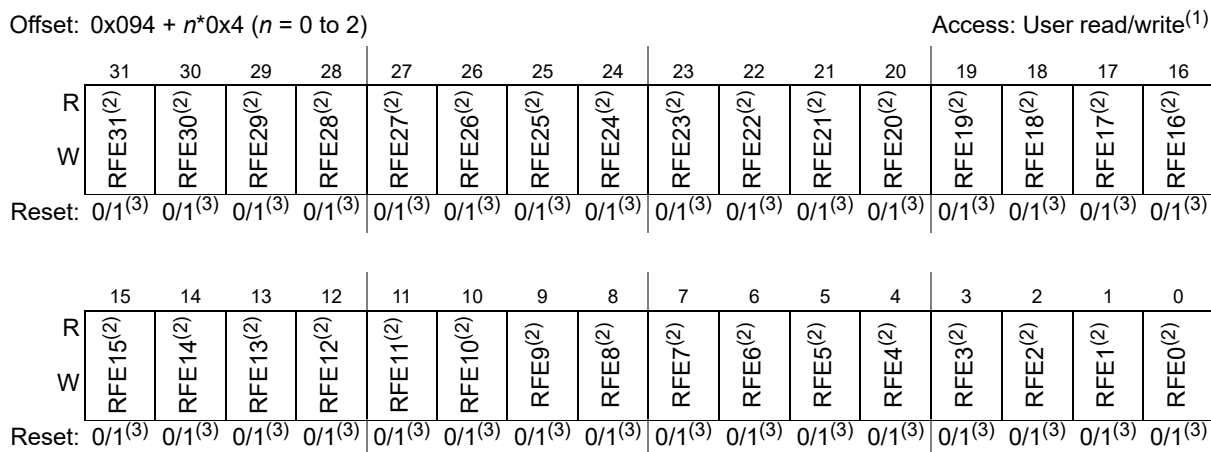 Offset: 0x094 + n*0x4 (n = 0 to 2) Access: User read/write(1)
31 30 29 28 27 26 25 24 23 22 21 20 19 18 17 16
R
W
RFE31(2) RFE30(2) RFE29(2) RFE28(2) RFE27(2) RFE26(2) RFE25(2) RFE24(2) RFE23(2) RFE22(2) RFE21(2) RFE20(2) RFE19(2) RFE18(2) RFE17(2) RFE16(2)
Reset: 0/1(3) 0/1(3) 0/1(3) 0/1(3) 0/1(3) 0/1(3) 0/1(3) 0/1(3) 0/1(3) 0/1(3) 0/1(3) 0/1(3) 0/1(3) 0/1(3) 0/1(3) 0/1(3)
15 14 13 12 11 10 9 8 7 6 5 4 3 2 1 0
R
W
RFE15(2) RFE14(2) RFE13(2) RFE12(2) RFE11(2) RFE10(2) RFE9(2) RFE8(2) RFE7(2) RFE6(2) RFE5(2) RFE4(2) RFE3(2) RFE2(2) RFE1(2) RFE0(2)
Reset: 0/1(3) 0/1(3) 0/1(3) 0/1(3) 0/1(3) 0/1(3) 0/1(3) 0/1(3) 0/1(3) 0/1(3) 0/1(3) 0/1(3) 0/1(3) 0/1(3) 0/1(3) 0/1(3)